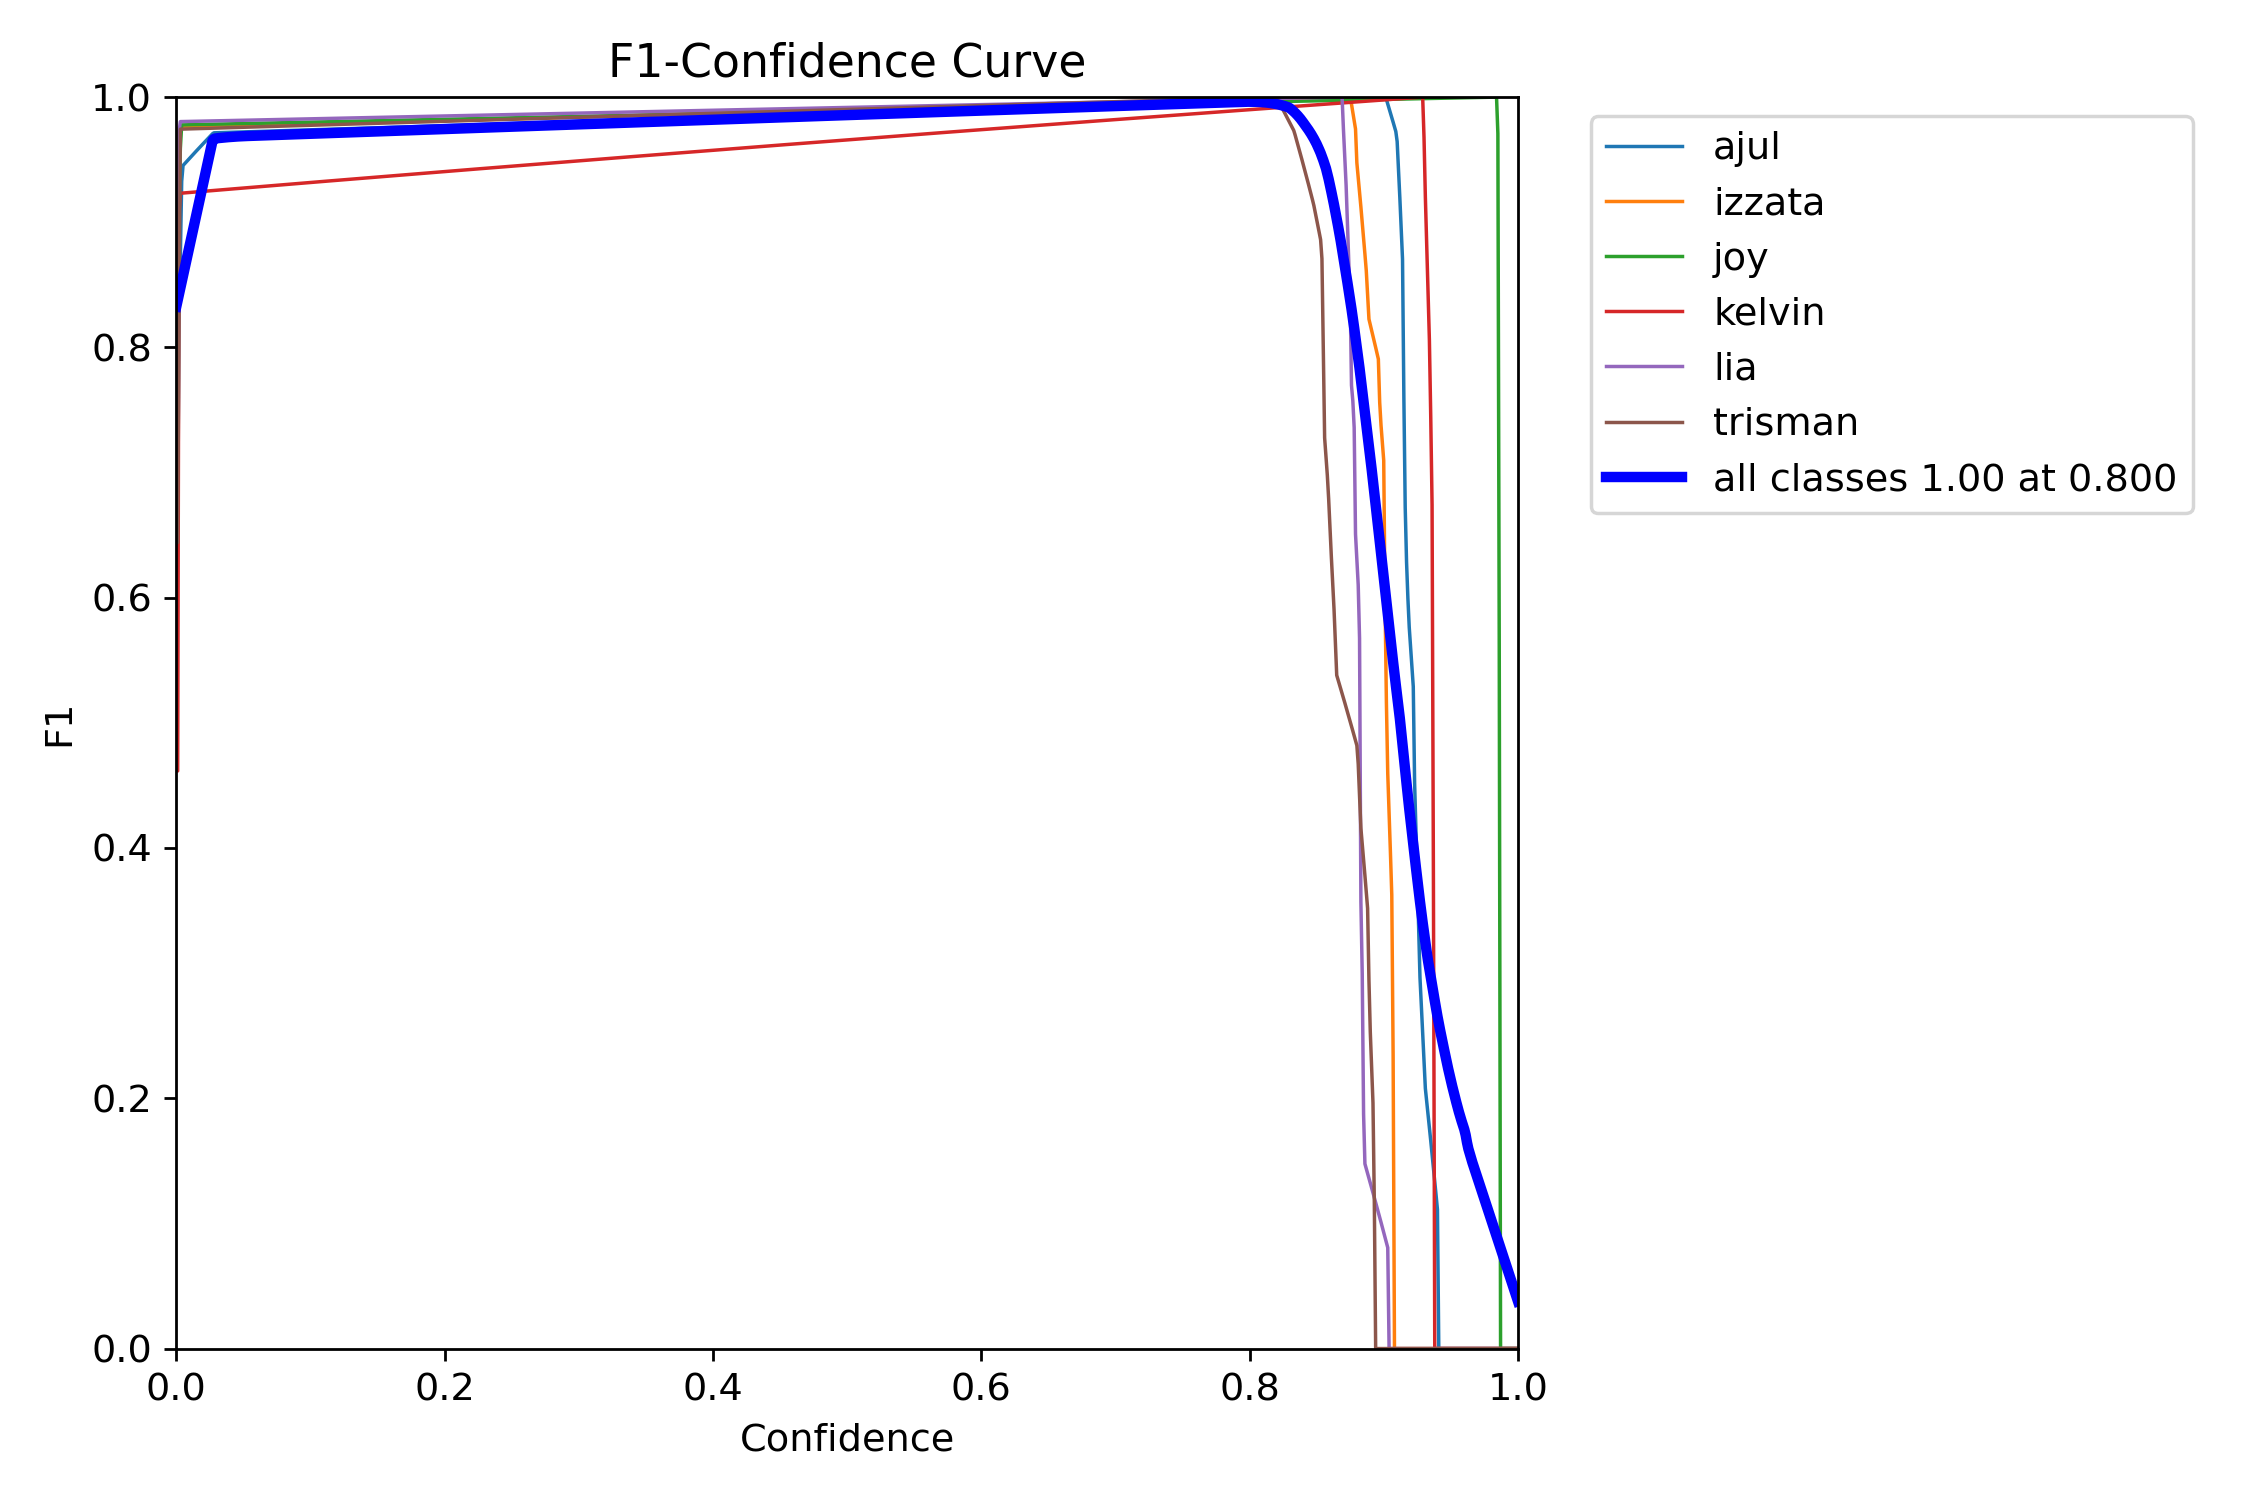 F1-Confidence Curve
1.0
0.8
0.6
0.4
0.2
0.0
F1
0.0 0.2 0.4 0.6 0.8 1.0
Confidence
ajul
izzata
joy
kelvin
lia
trisman
all classes 1.00 at 0.800